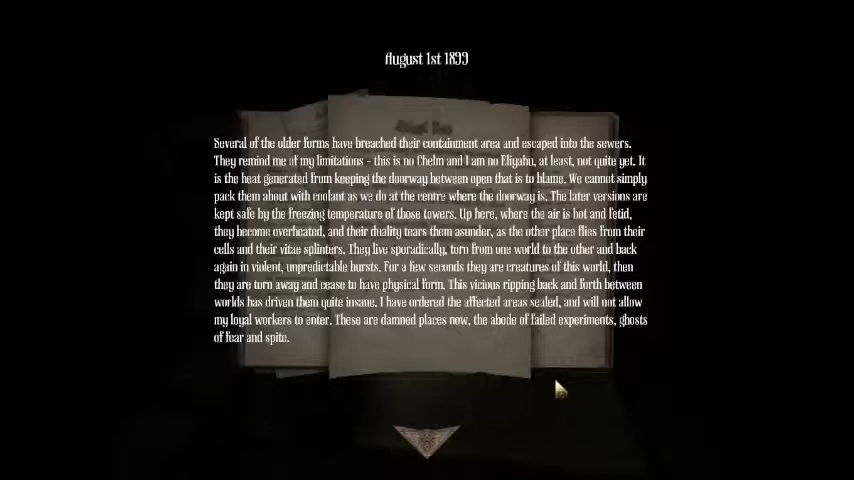 August 1st 1899
Several of the older forms have breached their containment area and escaped into the sewers.
They remind me of my limitations - this is no Chelm and I am no Eliyahu, at least, not quite yet. It
is the heat generated from keeping the doorway between open that is to blame. We cannot simply
pack them about with coolant as we do at the centre where the doorway is. The later versions are
kept safe by the freezing temperature of those towers. Up here, where the air is hot and fetid,
they become overheated, and their duality tears them asunder, as the other place flies from their
cells and their vitae splinters. They live sporadically, torn from one world to the other and back
again in violent, unpredictable bursts. For a few seconds they are creatures of this world, then
they are torn away and cease to have physical form. This vicious ripping back and forth between
worlds has driven them quite insane. I have ordered the affected areas sealed, and will not allow
my loyal workers to enter. These are damned places now, the abode of failed experiments, ghosts
of fear and spite.